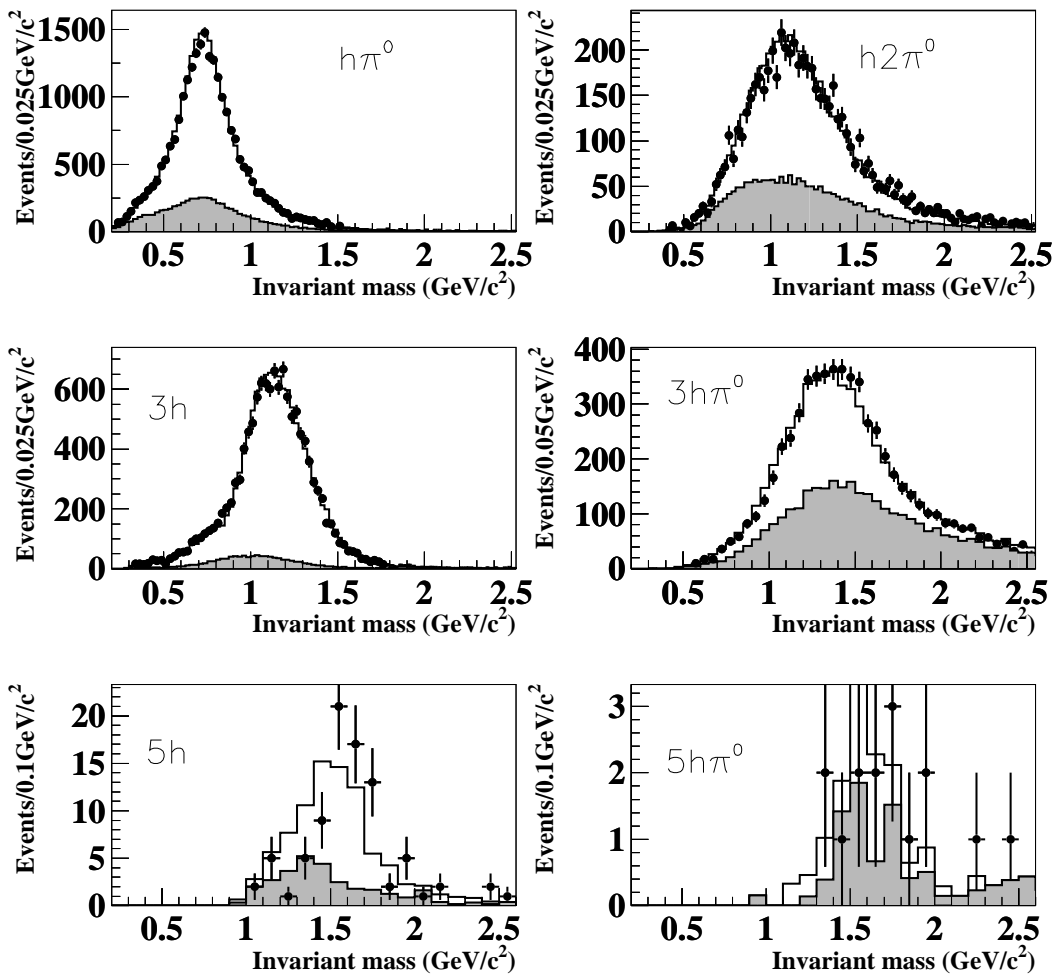 Events/0.025GeV/c²
1500
1000
500
0
hπ⁰
0.5 1 1.5 2 2.5
Invariant mass (GeV/c²)
Events/0.025GeV/c²
200
150
100
50
0
h2π⁰
0.5 1 1.5 2 2.5
Invariant mass (GeV/c²)
Events/0.025GeV/c²
600
400
200
0
3h
0.5 1 1.5 2 2.5
Invariant mass (GeV/c²)
Events/0.05GeV/c²
400
300
200
100
0
3hπ⁰
0.5 1 1.5 2 2.5
Invariant mass (GeV/c²)
Events/0.1GeV/c²
20
15
10
5
0
5h
0.5 1 1.5 2 2.5
Invariant mass (GeV/c²)
Events/0.1GeV/c²
3
2
1
0
5hπ⁰
0.5 1 1.5 2 2.5
Invariant mass (GeV/c²)